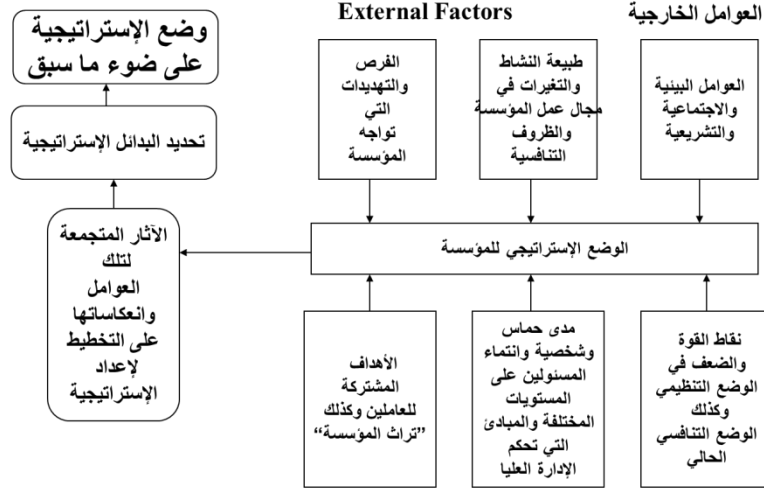 العوامل الخارجية
External Factors
العوامل البيئية
والاجتماعية
والتشريعية
طبيعة النشاط
والتغيرات في
مجال عمل المؤسسة
والظروف
التنافسية
الفرص
والتهديدات
التي
تواجه
المؤسسة
وضع الإستراتيجية
على ضوء ما سبق
تحديد البدائل الإستراتيجية
الوضع الإستراتيجي للمؤسسة
الآثار المتجمعة
لتلك
العوامل
وانعكاساتها
على التخطيط
لإعداد
الإستراتيجية
نقاط القوة
والضعف في
الوضع التنظيمي
وكذلك
الوضع التنافسي
الحالي
مدى حماس
وشخصية وانتماء
المسئولين على
المستويات
المختلفة والمبادئ
التي تحكم
الإدارة العليا
الأهداف
المشتركة
للعاملين وكذلك
“تراث المؤسسة”